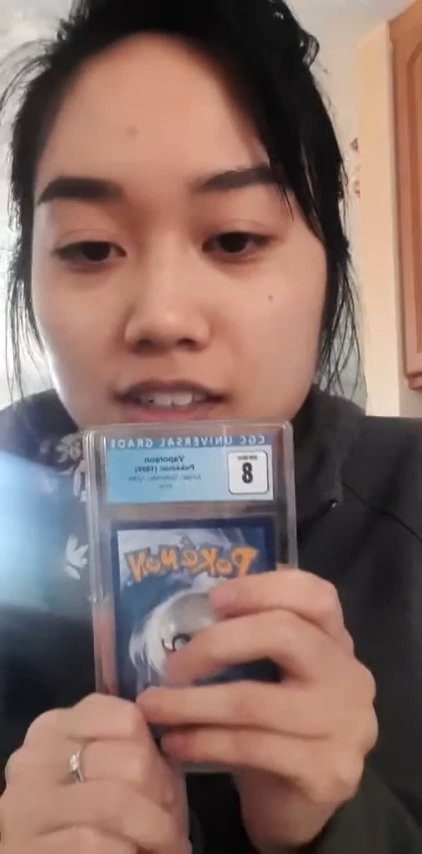 CGC UNIVERSAL GRADE
Vaporeon
Pokémon (1999)
8
POKéMON